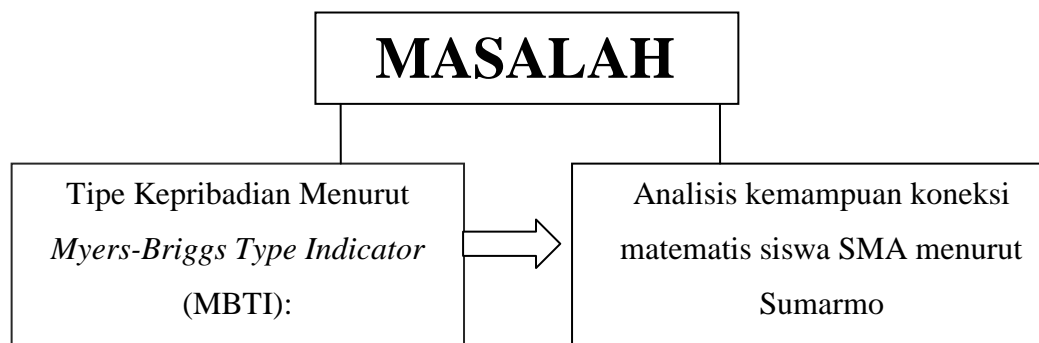 MASALAH
Tipe Kepribadian Menurut
Myers-Briggs Type Indicator
(MBTI):
Analisis kemampuan koneksi
matematis siswa SMA menurut
Sumarmo